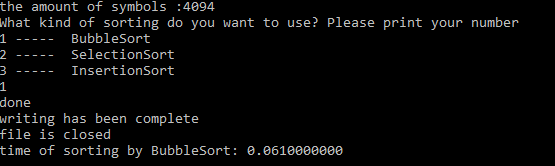 the amount of symbols :4094
What kind of sorting do you want to use? Please print your number
1 ----- BubbleSort
2 ----- SelectionSort
3 ----- InsertionSort
1
done
writing has been complete
file is closed
time of sorting by BubbleSort: 0.0610000000